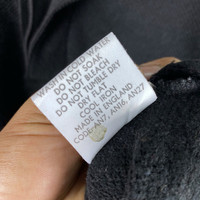 WASH IN COLD WATER
DO NOT SOAK
DO NOT BLEACH
DO NOT TUMBLE DRY
DRY FLAT
COOL IRON
MADE IN ENGLAND
CODE:AN7, AN16, AN27